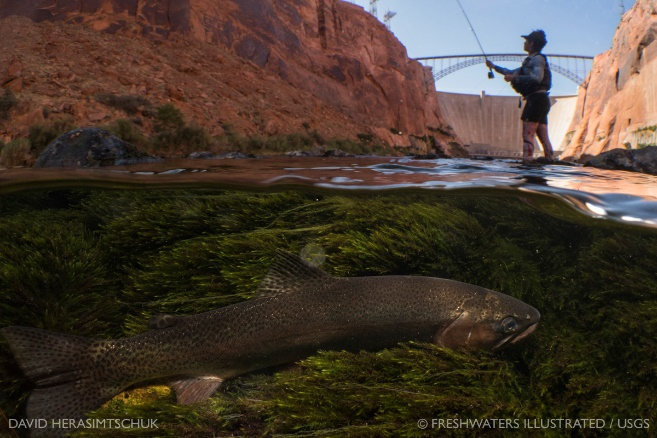 DAVID HERASIMTSCHUK
© FRESHWATERS ILLUSTRATED / USGS